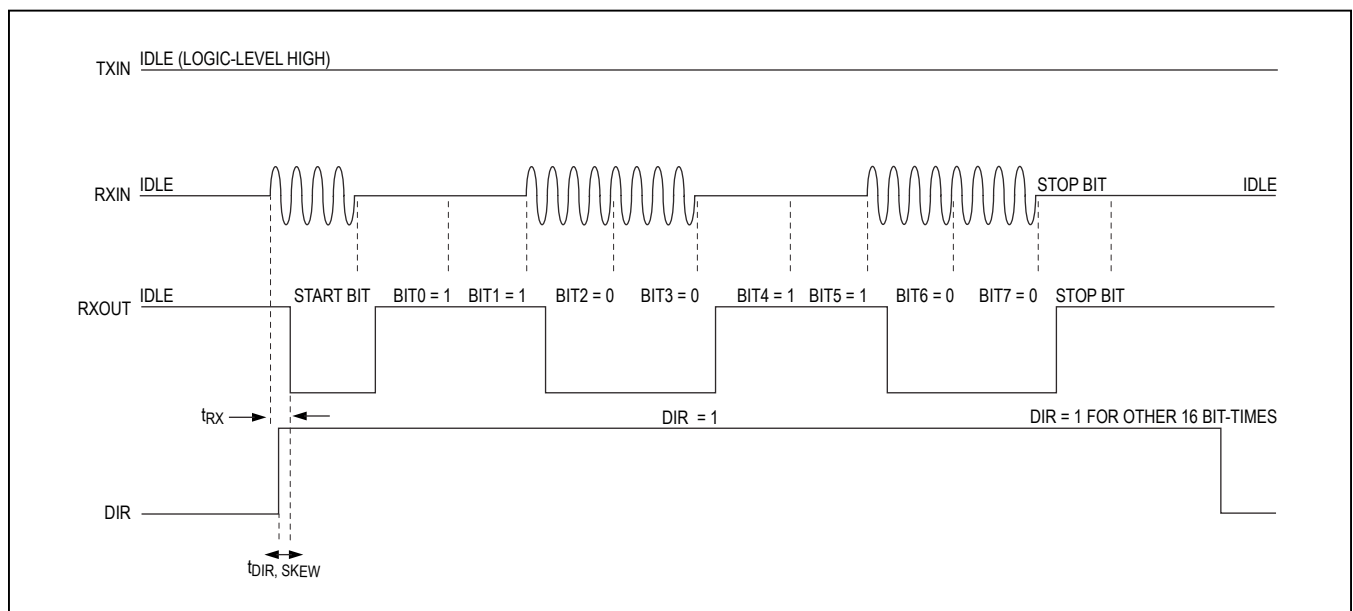 TXIN IDLE (LOGIC-LEVEL HIGH)
RXIN IDLE STOP BIT IDLE
RXOUT IDLE START BIT BIT0 = 1 BIT1 = 1 BIT2 = 0 BIT3 = 0 BIT4 = 1 BIT5 = 1 BIT6 = 0 BIT7 = 0 STOP BIT
tRX DIR = 1 DIR = 1 FOR OTHER 16 BIT-TIMES
DIR
tDIR, SKEW